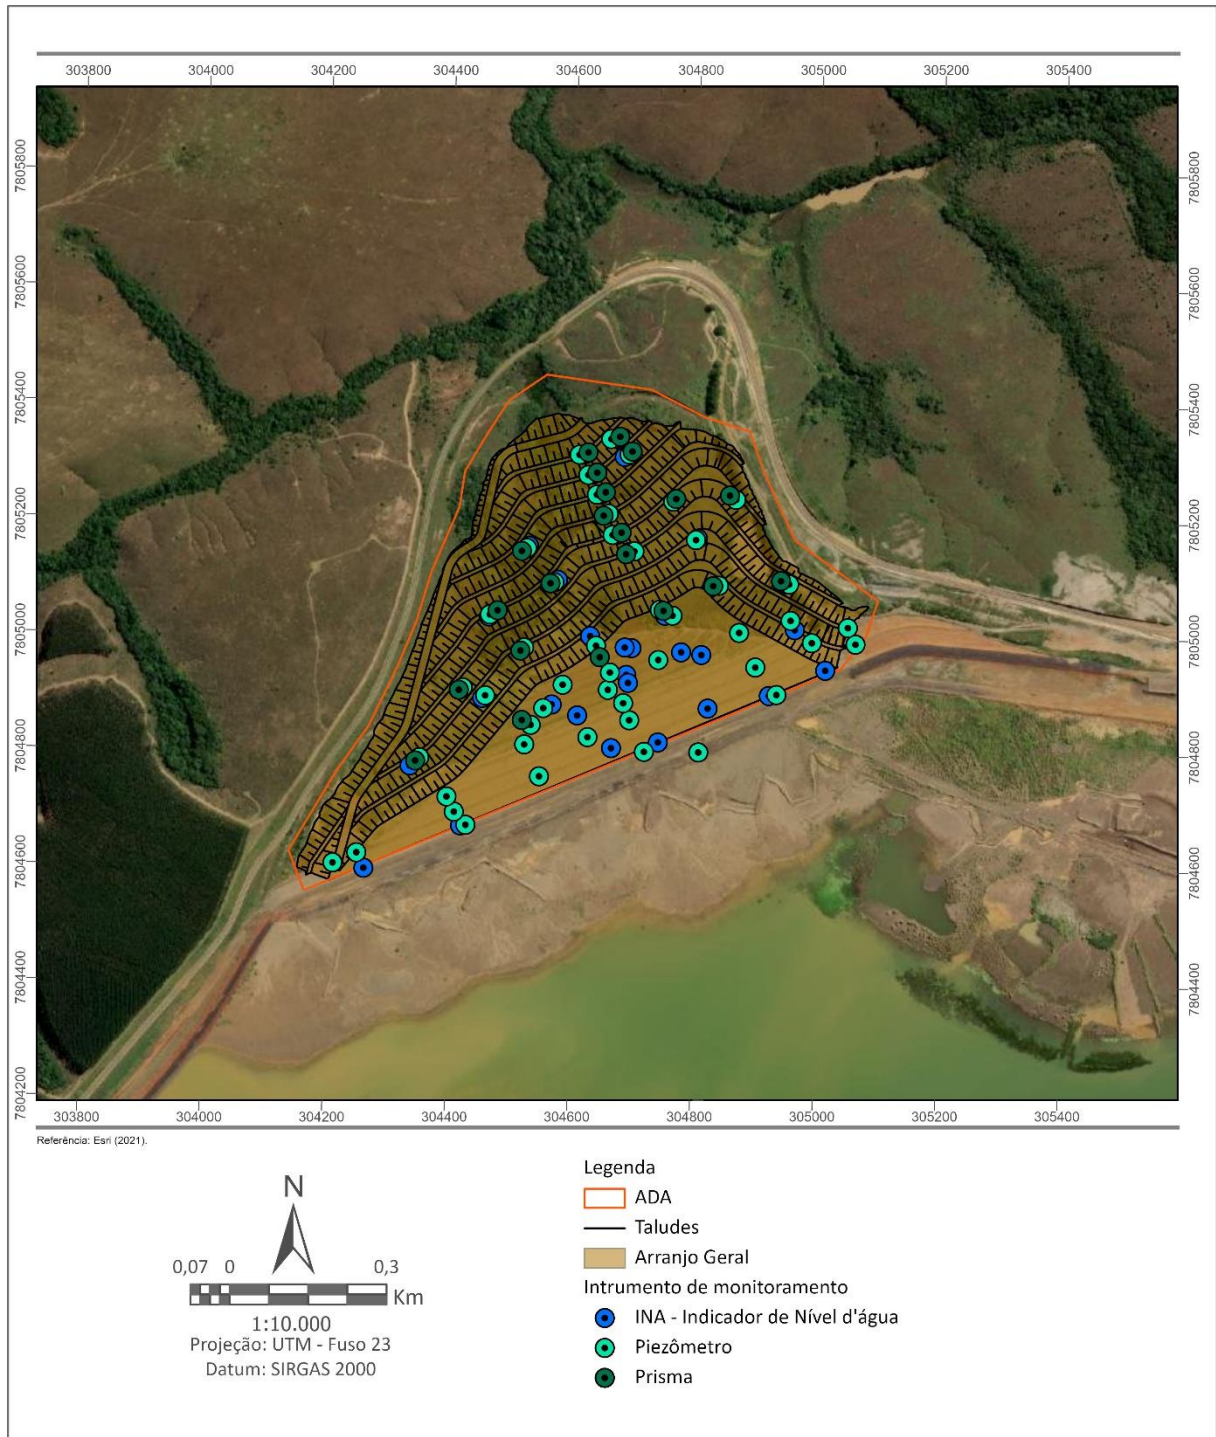 303800 304000 304200 304400 304600 304800 305000 305200 305400
7805800 7805800
7805600 7805600
7805400 7805400
7805200 7805200
7805000 7805000
7804800 7804800
7804600 7804600
7804400 7804400
7804200
303800 304000 304200 304400 304600 304800 305000 305200 305400
Referência: Esri (2021).
N
0,07 0 0,3
Km
1:10.000
Projeção: UTM - Fuso 23
Datum: SIRGAS 2000
Legenda
ADA
Taludes
Arranjo Geral
Intrumento de monitoramento
INA - Indicador de Nível d'água
Piezômetro
Prisma